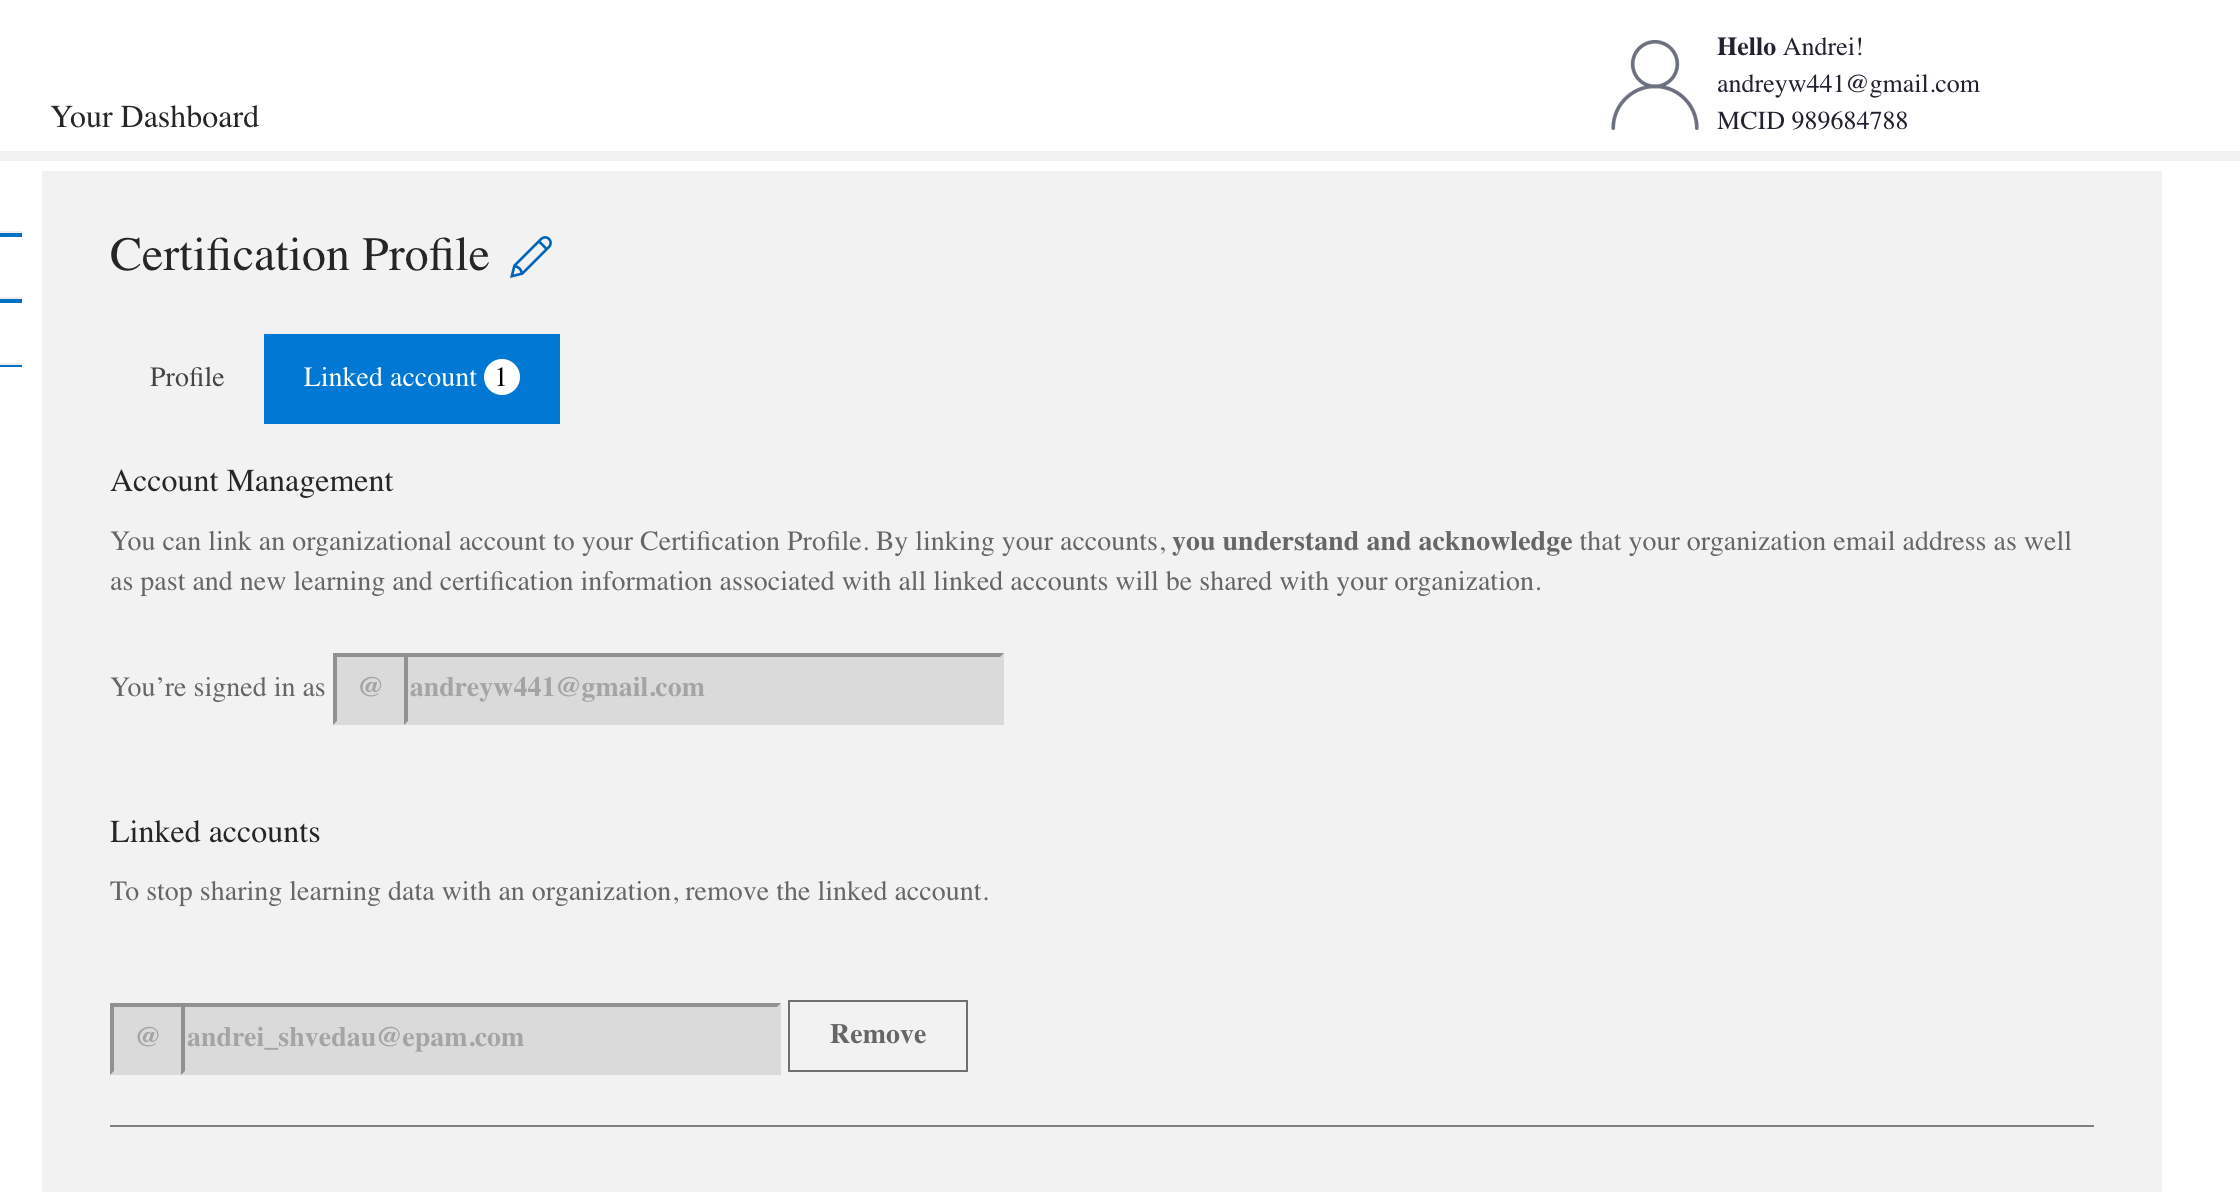 Hello Andrei!
andreyw441@gmail.com
MCID 989684788
Your Dashboard
Certification Profile
Profile
Linked account 1
Account Management
You can link an organizational account to your Certification Profile. By linking your accounts, you understand and acknowledge that your organization email address as well
as past and new learning and certification information associated with all linked accounts will be shared with your organization.
You’re signed in as @ andreyw441@gmail.com
Linked accounts
To stop sharing learning data with an organization, remove the linked account.
@ andrei_shvedau@epam.com Remove